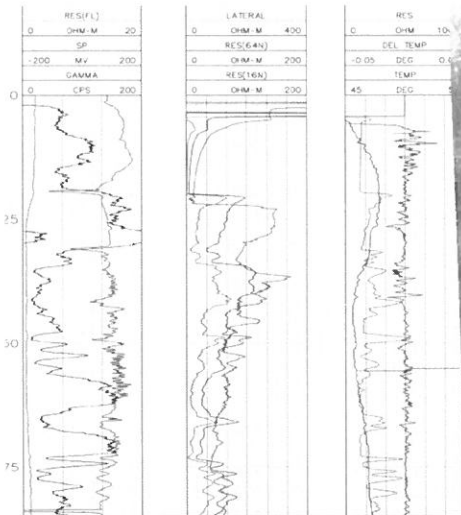 RES(FL)
0 OHM-M 20
SP
-200 MV 200
GAMMA
0 CPS 200
LATERAL
0 OHM-M 400
RES(64N)
0 OHM-M 200
RES(16N)
0 OHM-M 200
RES
0 OHM
DEL TEMP
-0.05 DEG
TEMP
45 DEG
0
25
50
75